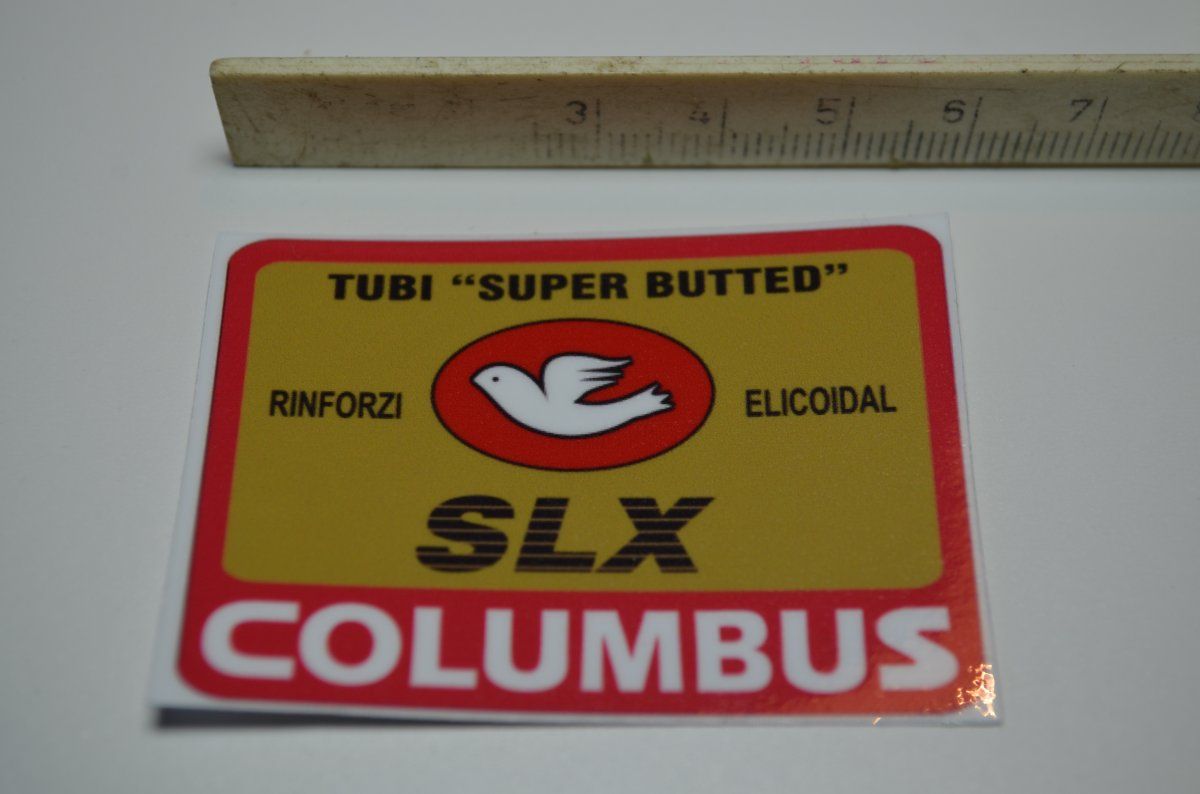 3 4 5 6 7
TUBI “SUPER BUTTED”
RINFORZI ELICOIDAL
SLX
COLUMBUS